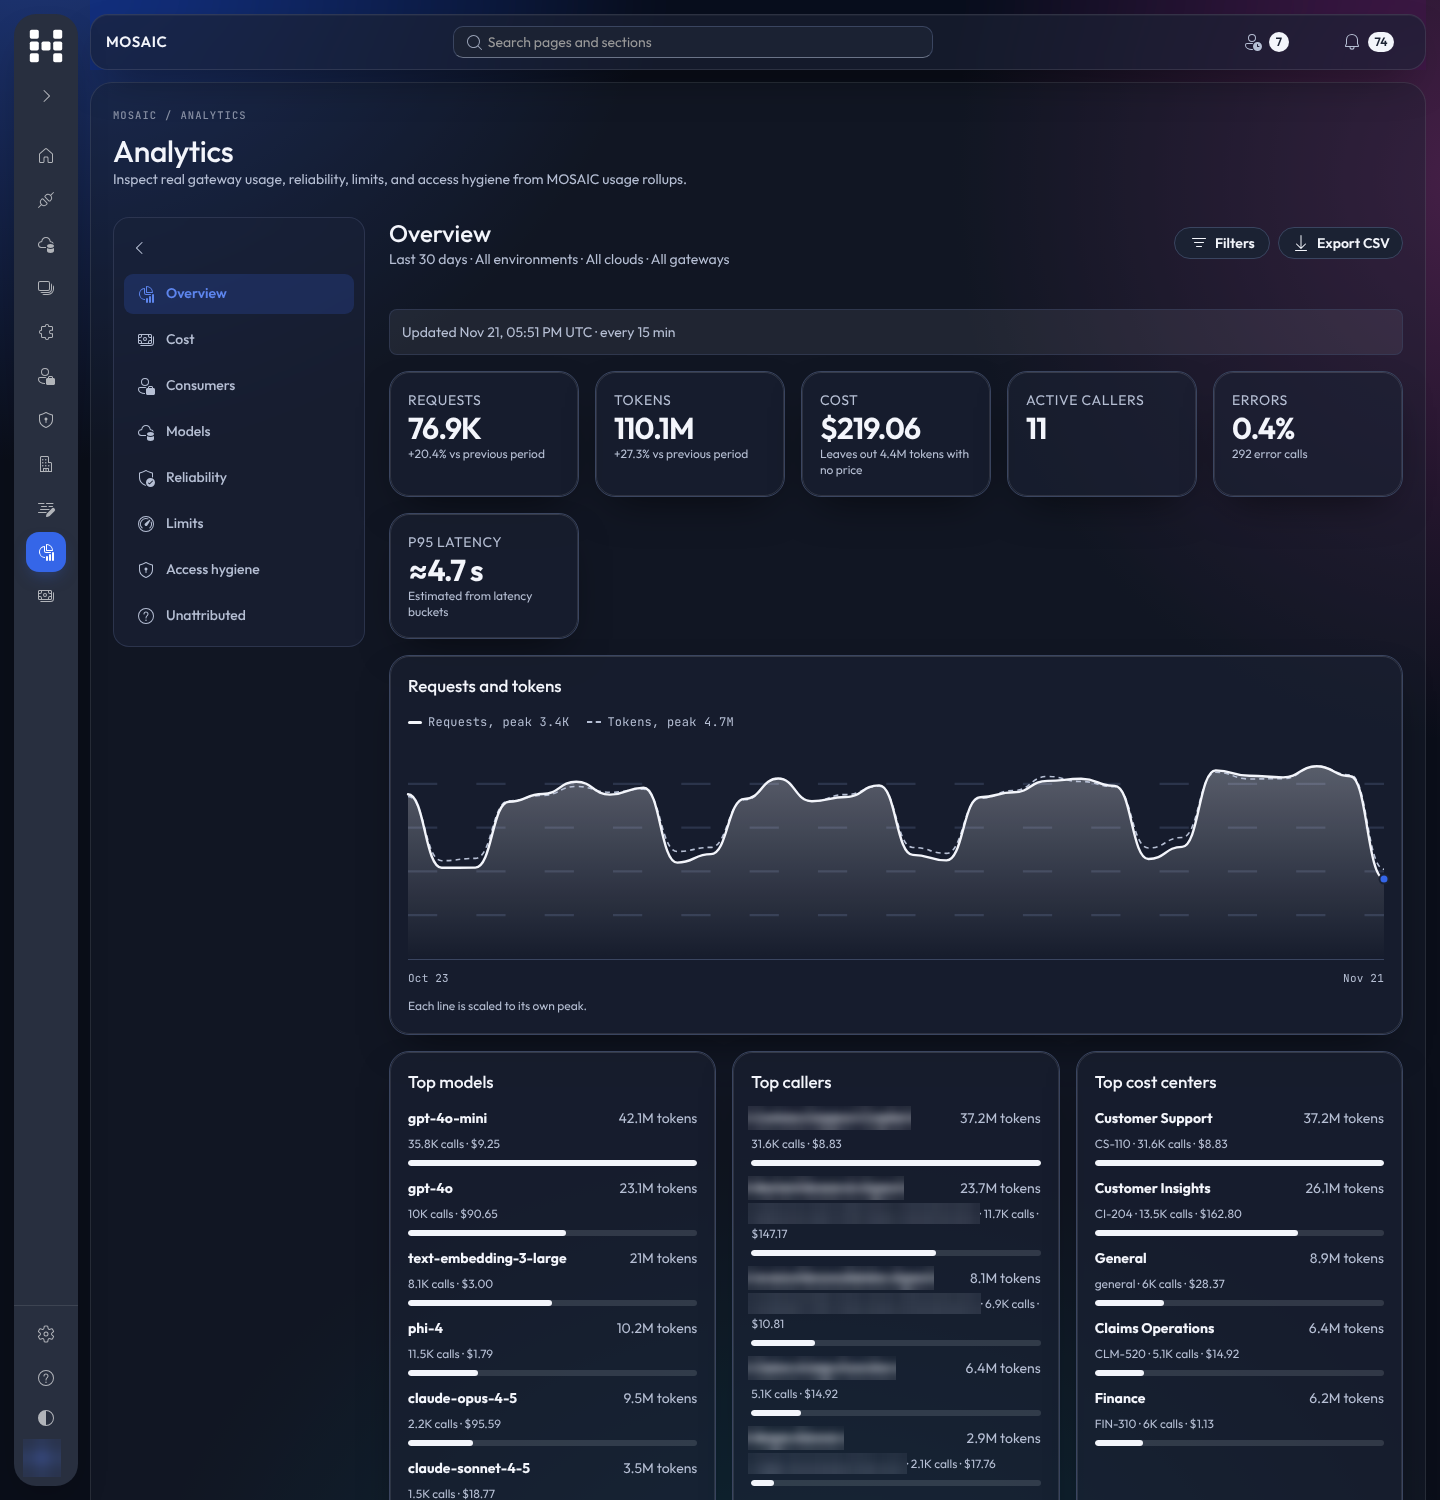 MOSAIC
Search pages and sections
7
74
MOSAIC / ANALYTICS
Analytics
Inspect real gateway usage, reliability, limits, and access hygiene from MOSAIC usage rollups.
Overview
Cost
Consumers
Models
Reliability
Limits
Access hygiene
Unattributed
Overview
Last 30 days · All environments · All clouds · All gateways
Filters
Export CSV
Updated Nov 21, 05:51 PM UTC · every 15 min
REQUESTS
76.9K
+20.4% vs previous period
TOKENS
110.1M
+27.3% vs previous period
COST
$219.06
Leaves out 4.4M tokens with
no price
ACTIVE CALLERS
11
ERRORS
0.4%
292 error calls
P95 LATENCY
≈4.7 s
Estimated from latency
buckets
Requests and tokens
Requests, peak 3.4K
Tokens, peak 4.7M
Oct 23
Nov 21
Each line is scaled to its own peak.
Top models
gpt-4o-mini
42.1M tokens
35.8K calls · $9.25
gpt-4o
23.1M tokens
10K calls · $90.65
text-embedding-3-large
21M tokens
8.1K calls · $3.00
phi-4
10.2M tokens
11.5K calls · $1.79
claude-opus-4-5
9.5M tokens
2.2K calls · $95.59
claude-sonnet-4-5
3.5M tokens
1.5K calls · $18.77
Top callers
37.2M tokens
31.6K calls · $8.83
23.7M tokens
· 11.7K calls ·
$147.17
8.1M tokens
· 6.9K calls ·
$10.81
6.4M tokens
5.1K calls · $14.92
2.9M tokens
· 2.1K calls · $17.76
Top cost centers
Customer Support
37.2M tokens
CS-110 · 31.6K calls · $8.83
Customer Insights
26.1M tokens
CI-204 · 13.5K calls · $162.80
General
8.9M tokens
general · 6K calls · $28.37
Claims Operations
6.4M tokens
CLM-520 · 5.1K calls · $14.92
Finance
6.2M tokens
FIN-310 · 6K calls · $1.13